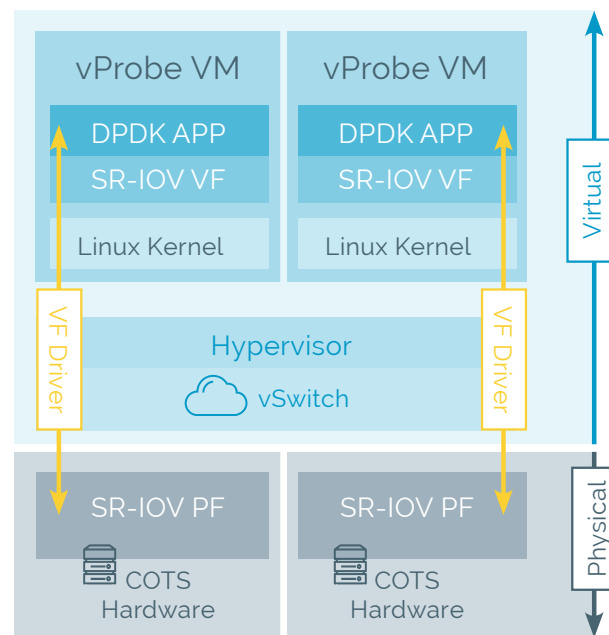 vProbe VM
DPDK APP
SR-IOV VF
Linux Kernel
vProbe VM
DPDK APP
SR-IOV VF
Linux Kernel
Virtual
VF Driver
Hypervisor
vSwitch
VF Driver
SR-IOV PF
COTS
Hardware
SR-IOV PF
COTS
Hardware
Physical